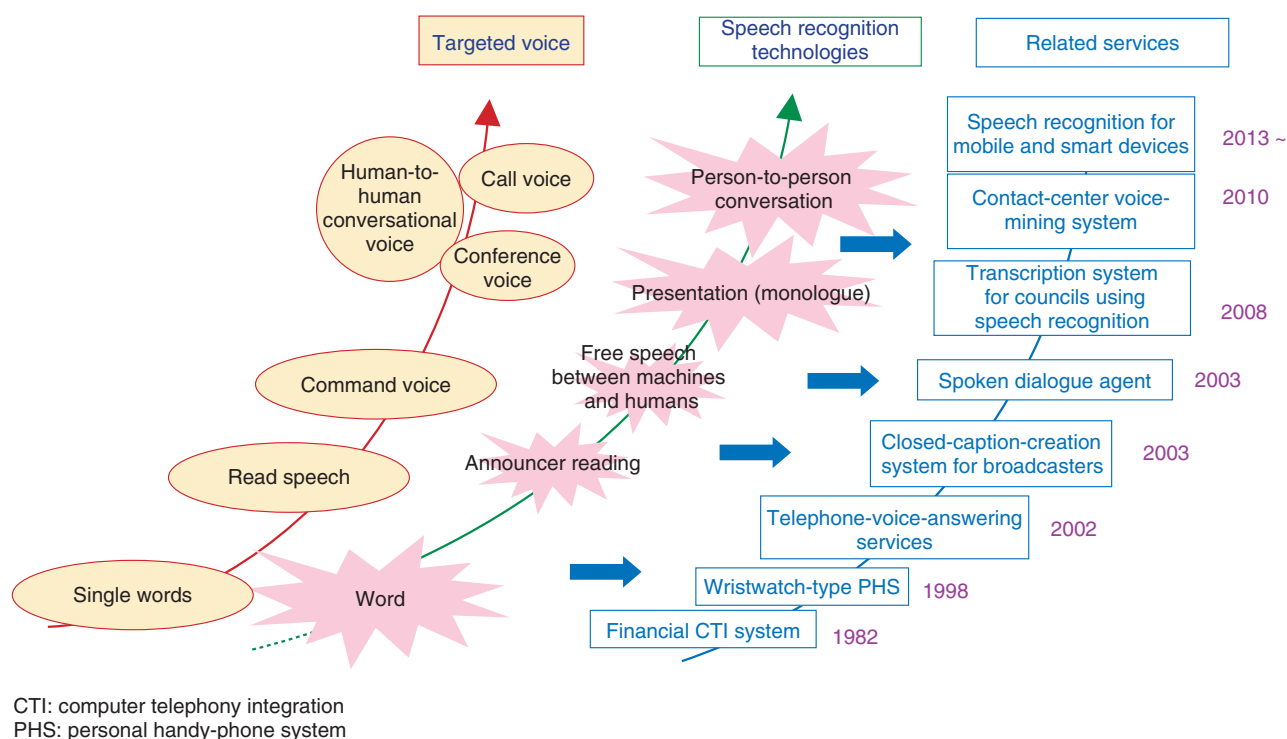 Targeted voice
Speech recognition
technologies
Related services
Human-to-
human
conversational
voice
Call voice
Conference
voice
Command voice
Read speech
Single words
Person-to-person
conversation
Presentation (monologue)
Free speech
between machines
and humans
Announcer reading
Word
Speech recognition for
mobile and smart devices
2013 ~
Contact-center voice-
mining system
2010
Transcription system
for councils using
speech recognition
2008
Spoken dialogue agent
2003
Closed-caption-creation
system for broadcasters
2003
Telephone-voice-answering
services
2002
Wristwatch-type PHS
1998
Financial CTI system
1982
CTI: computer telephony integration
PHS: personal handy-phone system